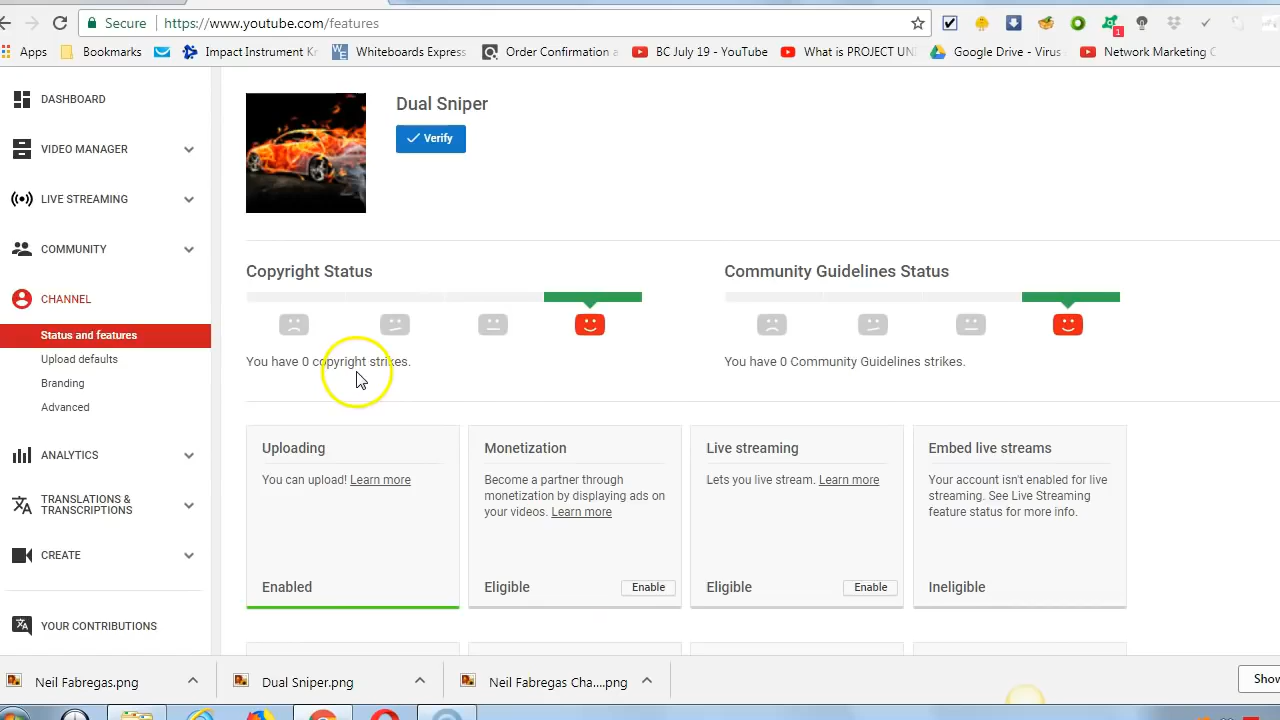 Secure https://www.youtube.com/features
Apps Bookmarks Impact Instrument Kr Whiteboards Express Order Confirmation a BC July 19 - YouTube What is PROJECT UNI Google Drive - Virus Network Marketing C
1
DASHBOARD
VIDEO MANAGER
LIVE STREAMING
COMMUNITY
CHANNEL
Status and features
Upload defaults
Branding
Advanced
ANALYTICS
TRANSLATIONS &
TRANSCRIPTIONS
CREATE
YOUR CONTRIBUTIONS
Dual Sniper
Verify
Copyright Status
You have 0 copyright strikes.
Community Guidelines Status
You have 0 Community Guidelines strikes.
Uploading
You can upload! Learn more
Enabled
Monetization
Become a partner through
monetization by displaying ads on
your videos. Learn more
Eligible Enable
Live streaming
Lets you live stream. Learn more
Eligible Enable
Embed live streams
Your account isn't enabled for live
streaming. See Live Streaming
feature status for more info.
Ineligible
Neil Fabregas.png Dual Sniper.png Neil Fabregas Cha....png Show